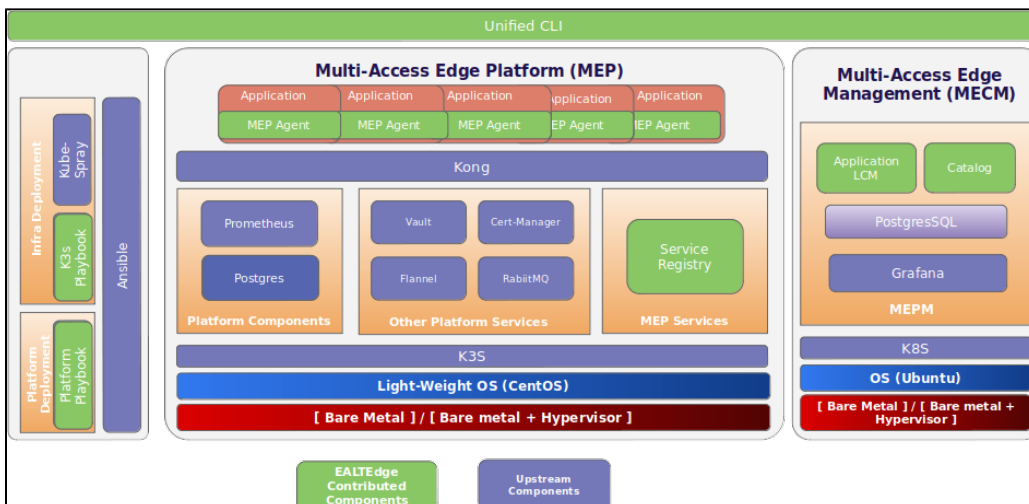 Unified CLI
Infra Deployment
Kube-
Spray
K3s
Playbook
Platform
Deployment
Platform
Playbook
Ansible
Multi-Access Edge Platform (MEP)
Application
Application
Application
Application
Application
MEP Agent
MEP Agent
MEP Agent
MEP Agent
MEP Agent
Kong
Prometheus
Postgres
Platform Components
Vault
Cert-Manager
Flannel
RabiitMQ
Other Platform Services
Service
Registry
MEP Services
K3S
Light-Weight OS (CentOS)
[ Bare Metal ] / [ Bare metal + Hypervisor ]
Multi-Access Edge
Management (MECM)
Application
LCM
Catalog
PostgresSQL
Grafana
MEPM
K8S
OS (Ubuntu)
[ Bare Metal ] / [ Bare metal +
Hypervisor ]
EALTEdge
Contributed
Components
Upstream
Components